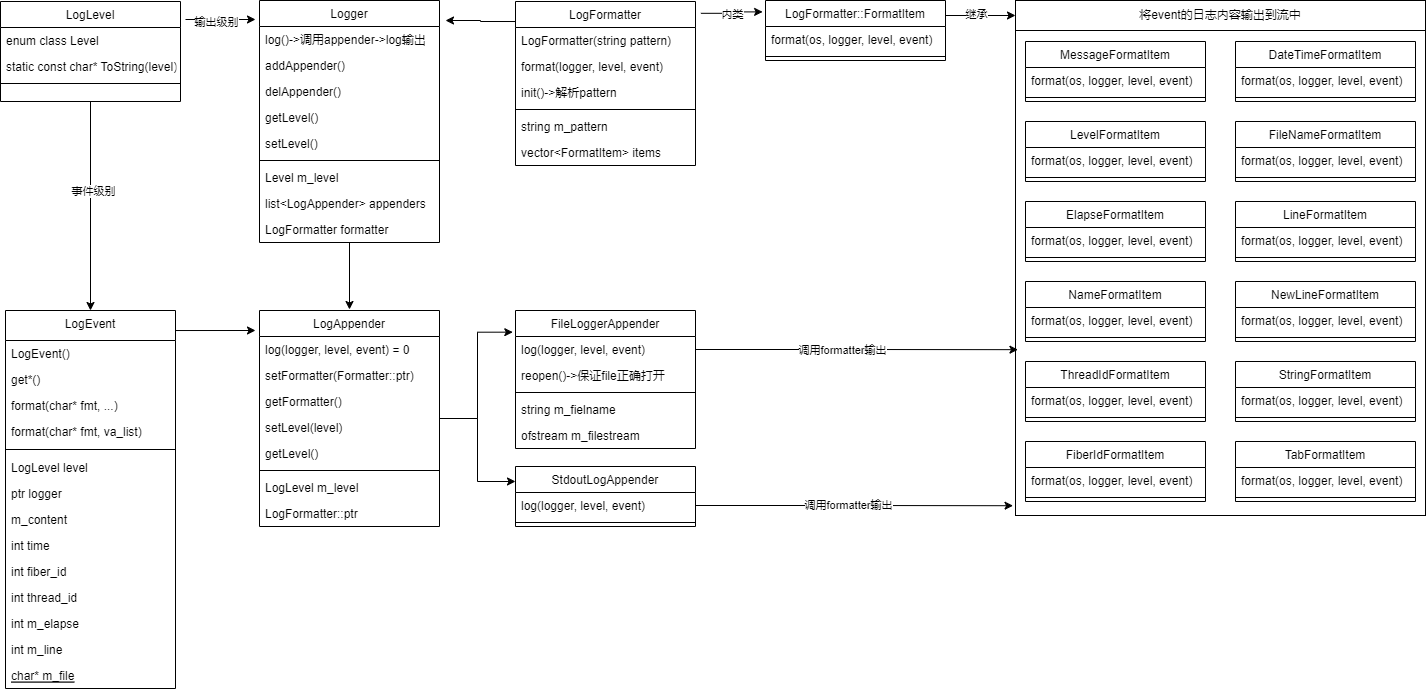 LogLevel
enum class Level
static const char* ToString(level)
输出级别
Logger
log()->调用appender->log输出
addAppender()
delAppender()
getLevel()
setLevel()
Level m_level
list<LogAppender> appenders
LogFormatter formatter
LogFormatter
LogFormatter(string pattern)
format(logger, level, event)
init()->解析pattern
string m_pattern
vector<FormatItem> items
内类
LogFormatter::FormatItem
format(os, logger, level, event)
继承
将event的日志内容输出到流中
MessageFormatItem
format(os, logger, level, event)
DateTimeFormatItem
format(os, logger, level, event)
LevelFormatItem
format(os, logger, level, event)
FileNameFormatItem
format(os, logger, level, event)
ElapseFormatItem
format(os, logger, level, event)
LineFormatItem
format(os, logger, level, event)
NameFormatItem
format(os, logger, level, event)
NewLineFormatItem
format(os, logger, level, event)
ThreadIdFormatItem
format(os, logger, level, event)
StringFormatItem
format(os, logger, level, event)
FiberIdFormatItem
format(os, logger, level, event)
TabFormatItem
format(os, logger, level, event)
事件级别
LogEvent
LogEvent()
get*()
format(char* fmt, ...)
format(char* fmt, va_list)
LogLevel level
ptr logger
m_content
int time
int fiber_id
int thread_id
int m_elapse
int m_line
char* m_file
LogAppender
log(logger, level, event) = 0
setFormatter(Formatter::ptr)
getFormatter()
setLevel(level)
getLevel()
LogLevel m_level
LogFormatter::ptr
FileLoggerAppender
log(logger, level, event)
reopen()->保证file正确打开
string m_fielname
ofstream m_filestream
调用formatter输出
StdoutLogAppender
log(logger, level, event)
调用formatter输出